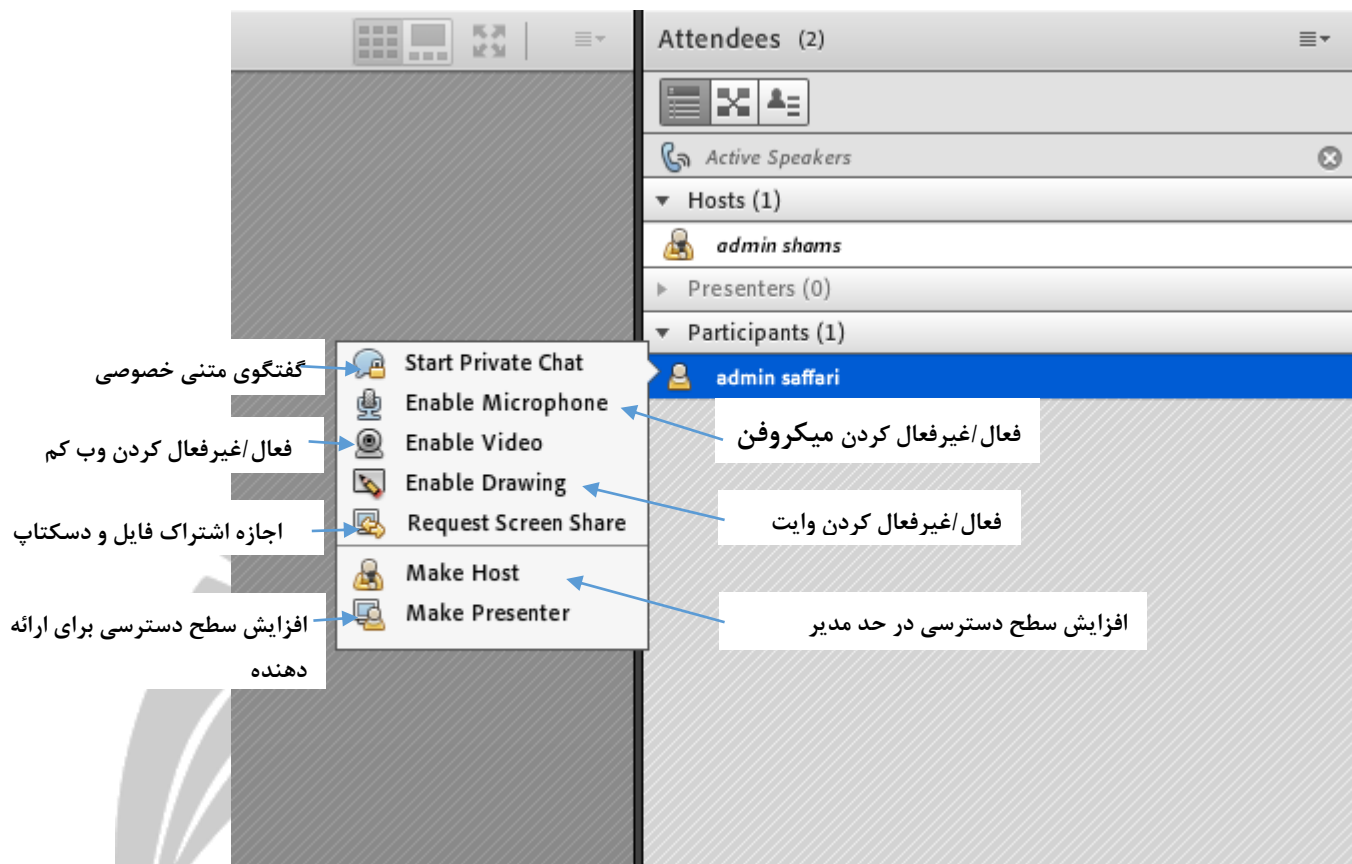 Attendees (2)
Active Speakers
Hosts (1)
admin shams
Presenters (0)
Participants (1)
admin saffari
Start Private Chat
Enable Microphone
Enable Video
Enable Drawing
Request Screen Share
Make Host
Make Presenter
گفتگوی متنی خصوصی
فعال/غیرفعال کردن میکروفن
فعال/غیرفعال کردن وب کم
فعال/غیرفعال کردن وایت
اجازه اشتراک فایل و دسکتاپ
افزایش سطح دسترسی در حد مدیر
افزایش سطح دسترسی برای ارائه
دهنده